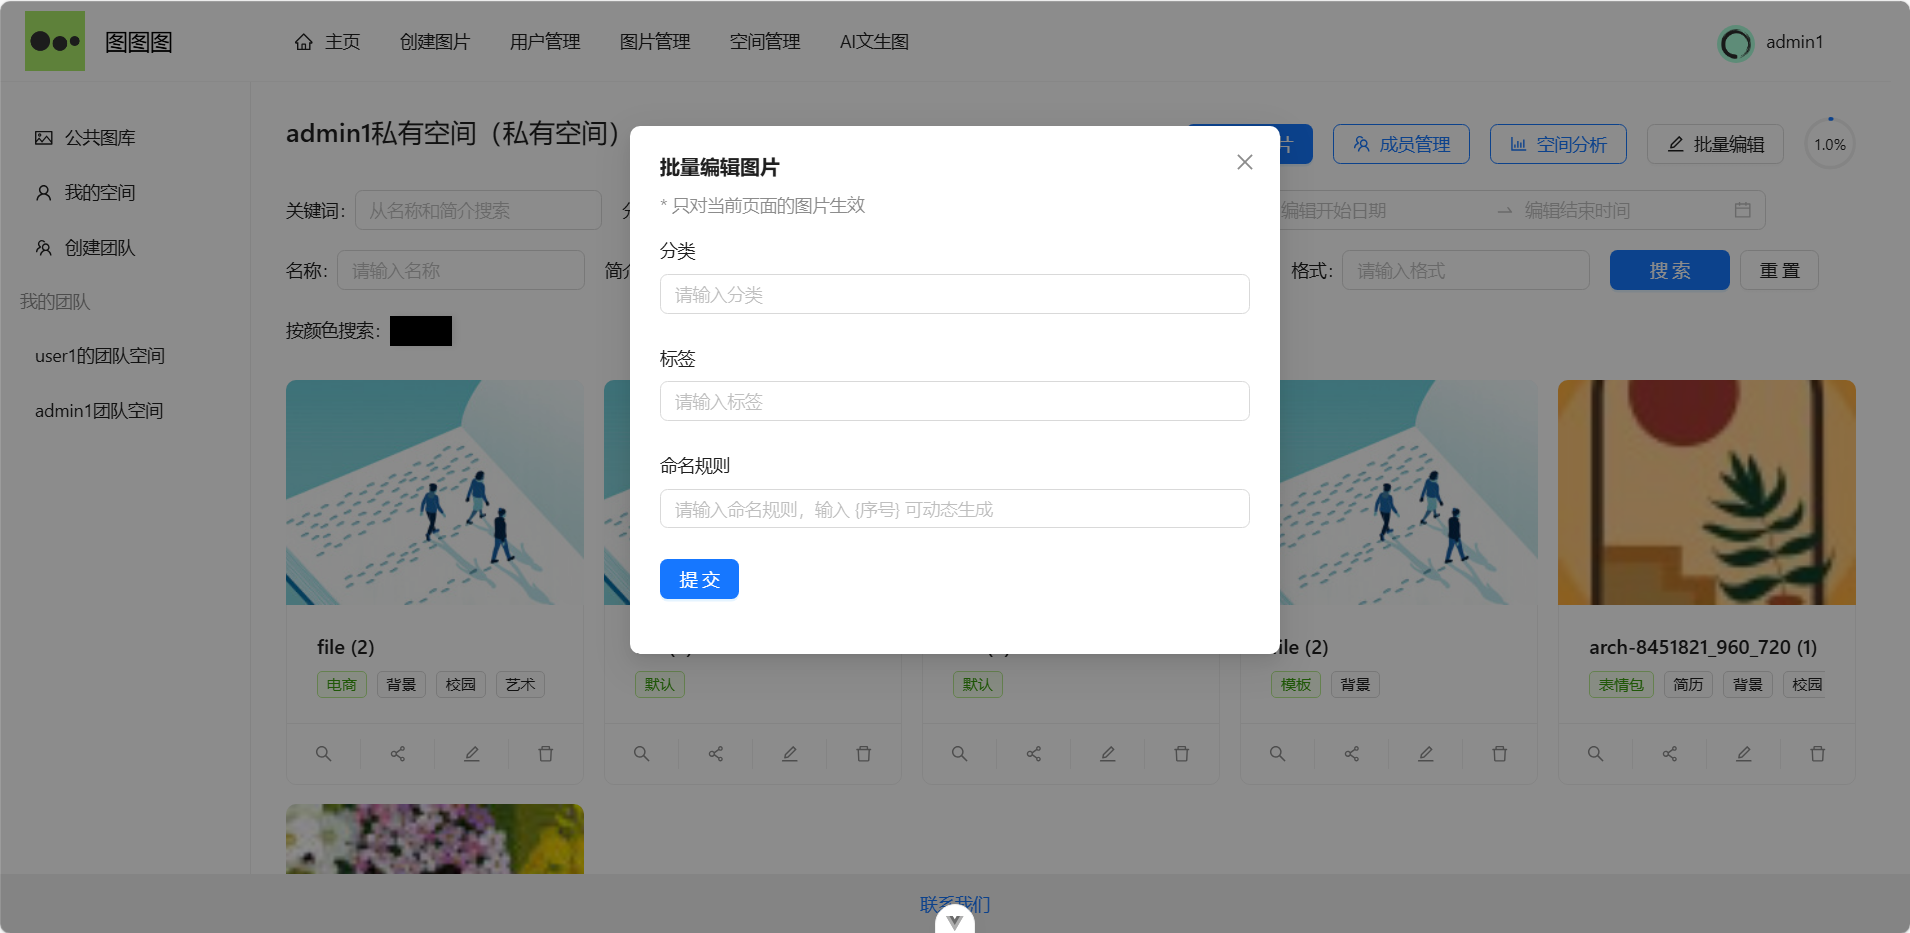 图图图
主页
创建图片
用户管理
图片管理
空间管理
AI文生图
admin1
公共图库
我的空间
创建团队
我的团队
user1的团队空间
admin1团队空间
admin1私有空间（私有空间）
片
成员管理
空间分析
批量编辑
1.0%
关键词：
从名称和简介搜索
编辑开始日期
编辑结束时间
名称：
请输入名称
格式：
请输入格式
搜索
重置
按颜色搜索：
批量编辑图片
* 只对当前页面的图片生效
分类
请输入分类
标签
请输入标签
命名规则
请输入命名规则，输入 {序号} 可动态生成
提交
file (2)
电商
背景
校园
艺术
默认
默认
file (2)
模板
背景
arch-8451821_960_720 (1)
表情包
简历
背景
校园
联系我们